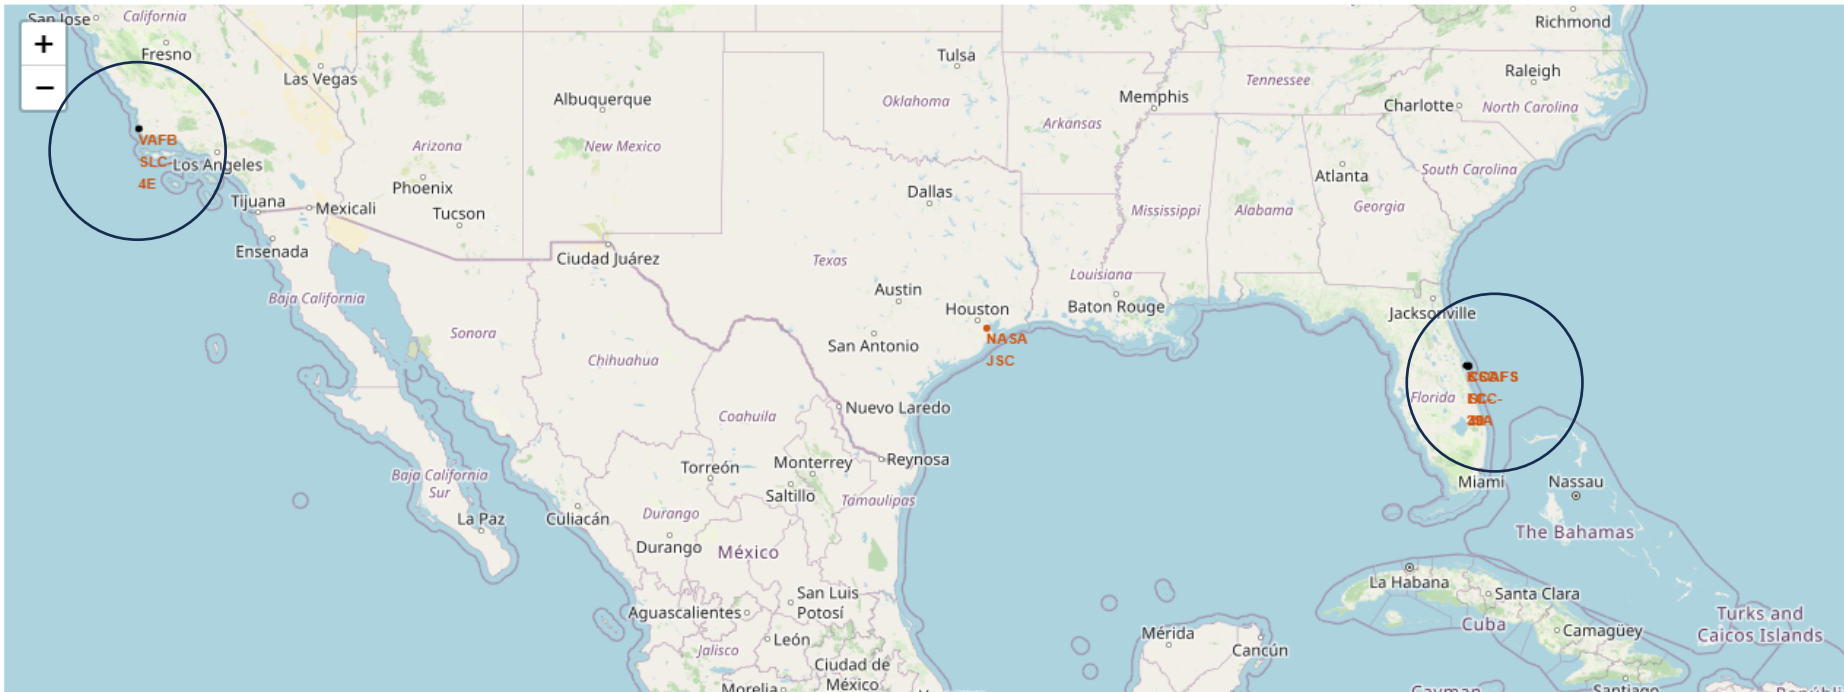 San Jose
California
Richmond
+
Fresno
Tulsa
Las Vegas
Tennessee
Raleigh
−
Albuquerque
Memphis
Oklahoma
Charlotte
North Carolina
Arkansas
VAFB
SLC-
4E
Arizona
New Mexico
Los Angeles
South Carolina
Atlanta
Phoenix
Dallas
Tijuana
Mexicali
Tucson
Mississippi
Alabama
Georgia
Ensenada
Ciudad Juárez
Texas
Louisiana
Austin
Baja California
Houston
Baton Rouge
Jacksonville
Sonora
NASA
JSC
San Antonio
Chihuahua
CCAFS
Florida
Nuevo Laredo
Coahuila
Reynosa
Torreón
Monterrey
Baja California
Sur
Miami
Nassau
Saltillo
Tamaulipas
La Paz
Culiacán
Durango
The Bahamas
Durango
México
La Habana
San Luis
Potosí
Santa Clara
Aguascalientes
Turks and
Caicos Islands
Cuba
Camagüey
Mérida
León
Cancún
Jalisco
Ciudad de
México
Morelia
Santiago
Cayman